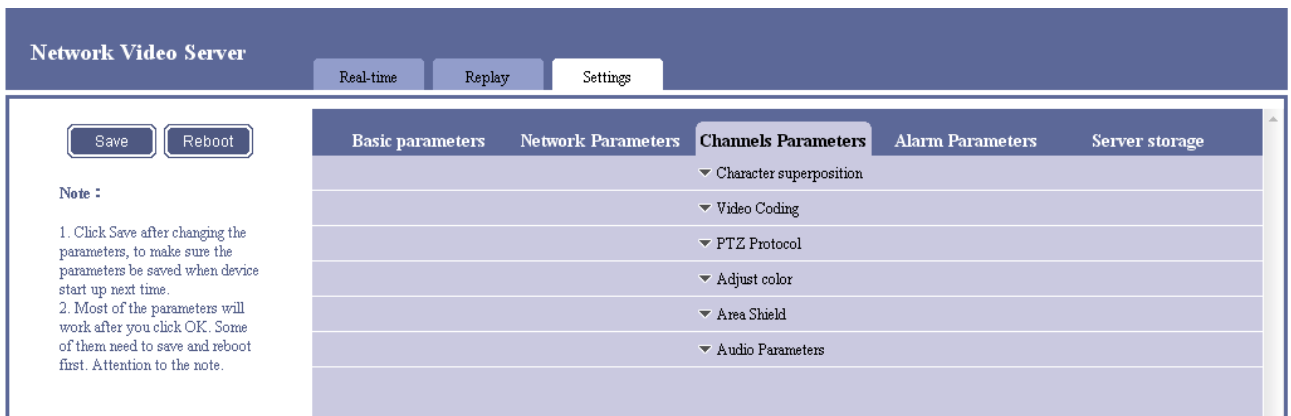 Network Video Server
Real-time Replay Settings
Save Reboot
Basic parameters Network Parameters Channels Parameters Alarm Parameters Server storage
Character superposition
Video Coding
PTZ Protocol
Adjust color
Area Shield
Audio Parameters
Note：
1. Click Save after changing the
parameters, to make sure the
parameters be saved when device
start up next time.
2. Most of the parameters will
work after you click OK. Some
of them need to save and reboot
first. Attention to the note.